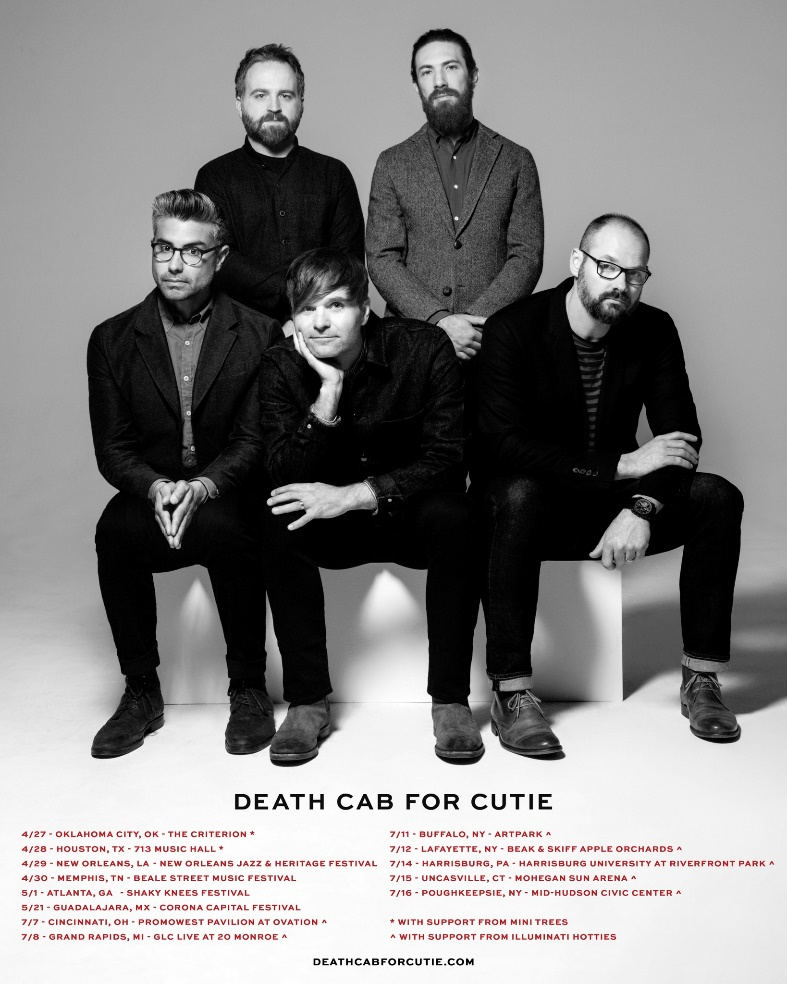 DEATH CAB FOR CUTIE
4/27 - OKLAHOMA CITY, OK - THE CRITERION *
4/28 - HOUSTON, TX - 713 MUSIC HALL *
4/29 - NEW ORLEANS, LA - NEW ORLEANS JAZZ & HERITAGE FESTIVAL
4/30 - MEMPHIS, TN - BEALE STREET MUSIC FESTIVAL
5/1 - ATLANTA, GA - SHAKY KNEES FESTIVAL
5/21 - GUADALAJARA, MX - CORONA CAPITAL FESTIVAL
7/7 - CINCINNATI, OH - PROMOWEST PAVILION AT OVATION ^
7/8 - GRAND RAPIDS, MI - GLC LIVE AT 20 MONROE ^
7/11 - BUFFALO, NY - ARTPARK ^
7/12 - LAFAYETTE, NY - BEAK & SKIFF APPLE ORCHARDS ^
7/14 - HARRISBURG, PA - HARRISBURG UNIVERSITY AT RIVERFRONT PARK ^
7/15 - UNCASVILLE, CT - MOHEGAN SUN ARENA ^
7/16 - POUGHKEEPSIE, NY - MID-HUDSON CIVIC CENTER ^
* WITH SUPPORT FROM MINI TREES
^ WITH SUPPORT FROM ILLUMINATI HOTTIES
DEATHCABFORCUTIE.COM